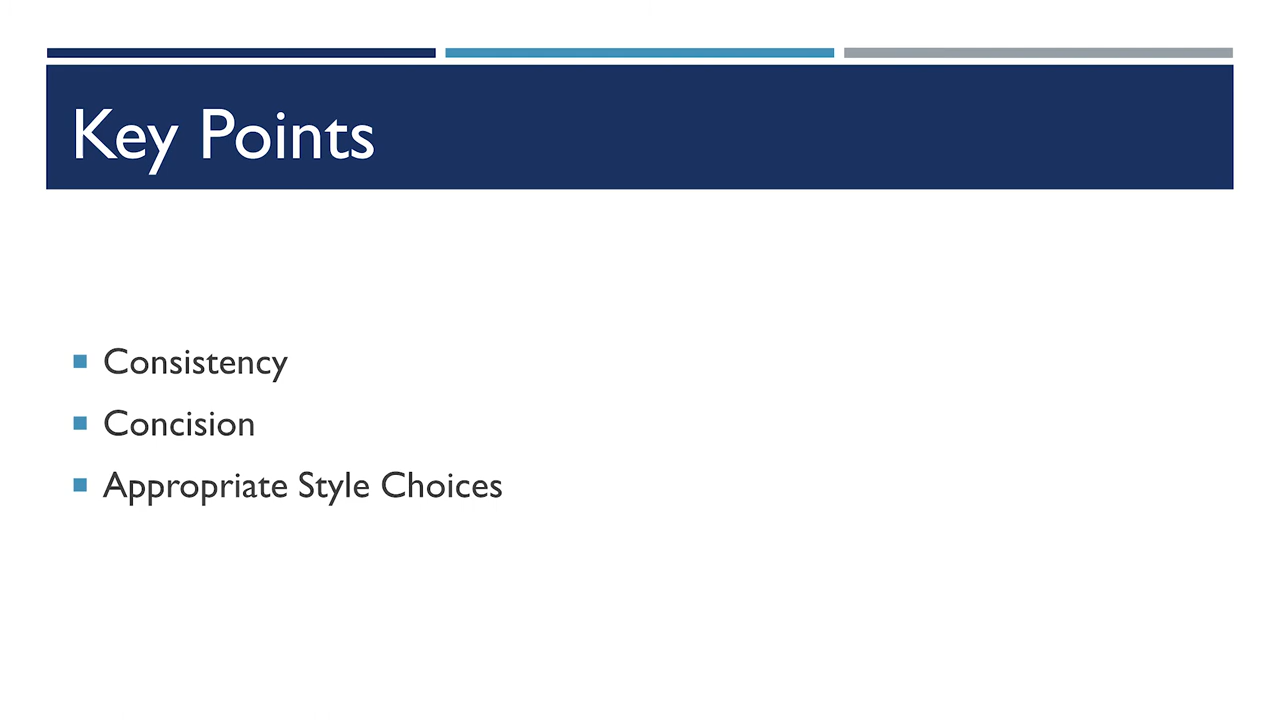 Key Points
Consistency
Concision
Appropriate Style Choices